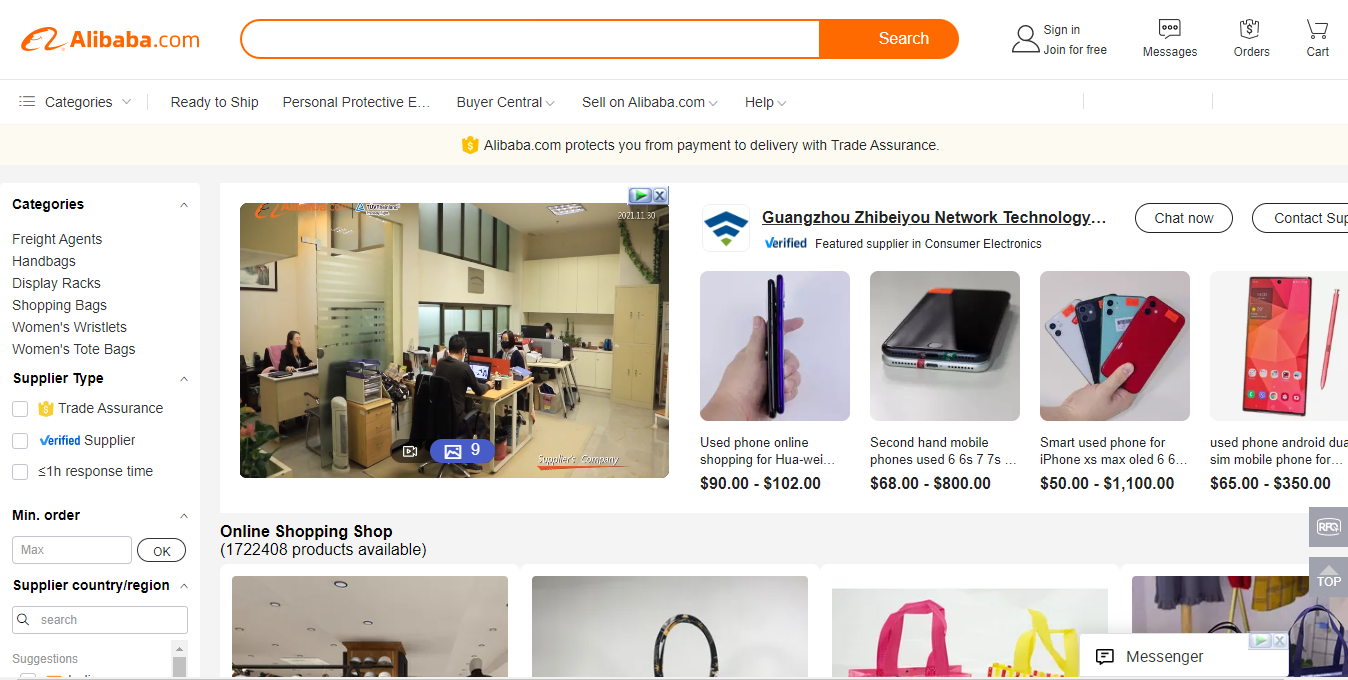 Alibaba.com
Search
Sign in
Join for free
Messages
Orders
Cart
Categories
Ready to Ship
Personal Protective E...
Buyer Central
Sell on Alibaba.com
Help
Alibaba.com protects you from payment to delivery with Trade Assurance.
Categories
Freight Agents
Handbags
Display Racks
Shopping Bags
Women's Wristlets
Women's Tote Bags
Supplier Type
Trade Assurance
Verified Supplier
≤1h response time
Min. order
Max
OK
Supplier country/region
search
Suggestions
2021.11.30
9
Supplier's Company
Guangzhou Zhibeiyou Network Technology...
Verified Featured supplier in Consumer Electronics
Chat now
Contact Sup
Used phone online
shopping for Hua-wei...
$90.00 - $102.00
Second hand mobile
phones used 6 6s 7 7s ...
$68.00 - $800.00
Smart used phone for
iPhone xs max oled 6 6...
$50.00 - $1,100.00
used phone android dua
sim mobile phone for...
$65.00 - $350.00
Online Shopping Shop
(1722408 products available)
RFQ
TOP
Messenger